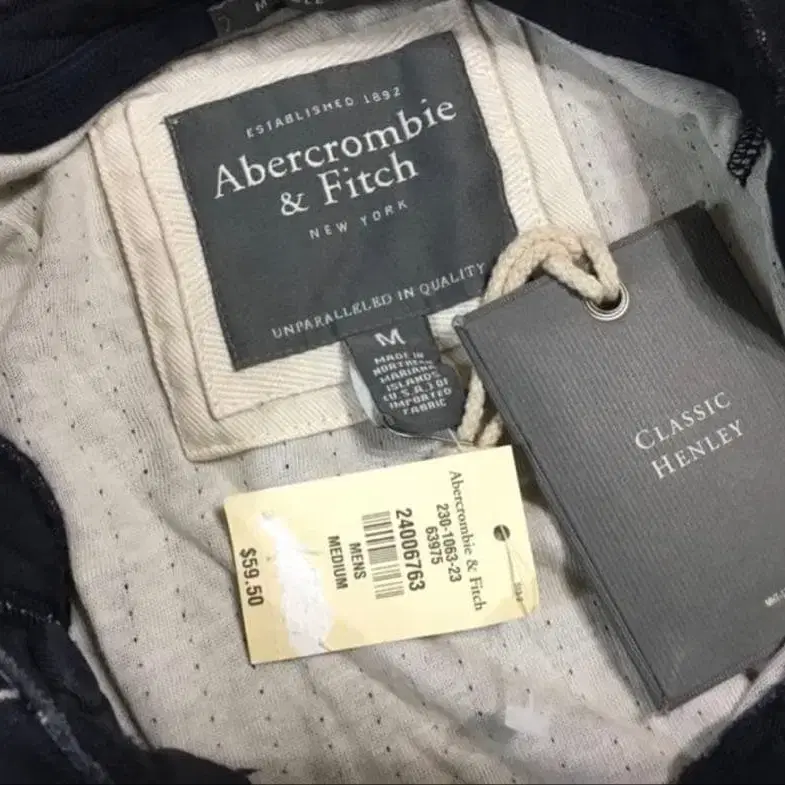 ESTABLISHED 1892
Abercrombie
& Fitch
NEW YORK
UNPARALLELED IN QUALITY
M
MADE IN
NORTHERN
MARIANA
ISLANDS
(U.S.A.) OF
IMPORTED
FABRIC
CLASSIC
HENLEY
Abercrombie & Fitch
230-1063-23
63975
24006763
MENS
MEDIUM
$59.50